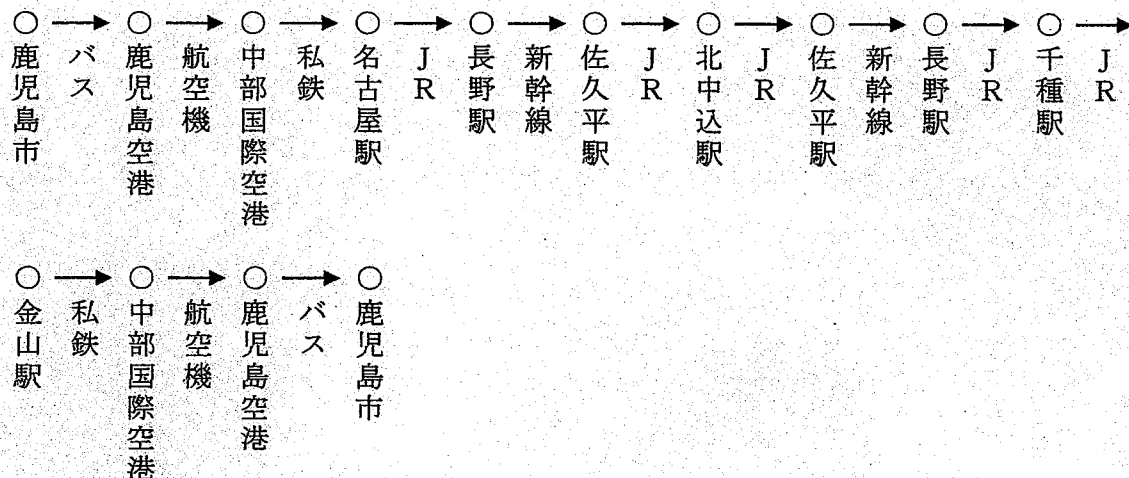 ○→○→○→○→○→○→○→○→○→○→
鹿児島市 バス 鹿児島空港 航空機 中部国際空港 私鉄 名古屋駅 JR 長野駅 新幹線 佐久平駅 JR 北中込駅 JR 佐久平駅 新幹線 長野駅 JR 千種駅 JR
○→○→○→○
金山駅 私鉄 中部国際空港 航空機 鹿児島空港 バス 鹿児島市